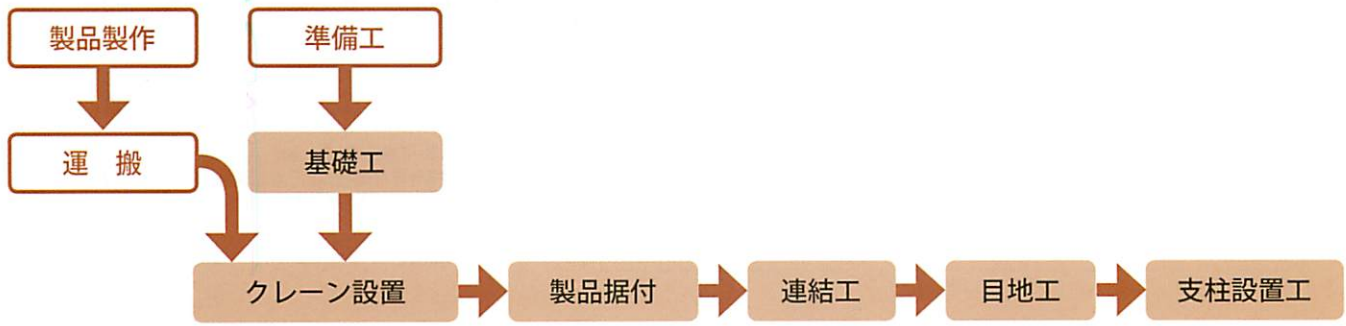 製品製作
準備工
運　搬
基礎工
クレーン設置
製品据付
連結工
目地工
支柱設置工